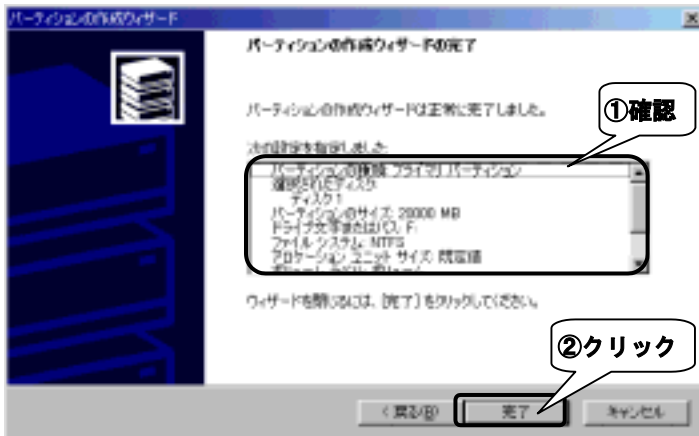 パーティションの作成ウィザード
パーティションの作成ウィザードの完了
パーティションの作成ウィザードは正常に完了しました。
①確認
次の設定を指定しました
パーティションの種類: プライマリ パーティション
選択されたディスク:
ディスク 1
パーティションのサイズ: 20000 MB
ドライブ文字またはパス: F:
ファイル システム: NTFS
アロケーション ユニット サイズ: 既定値
ウィザードを閉じるには、[完了] をクリックしてください。
②クリック
< 戻る(B)
完了
キャンセル